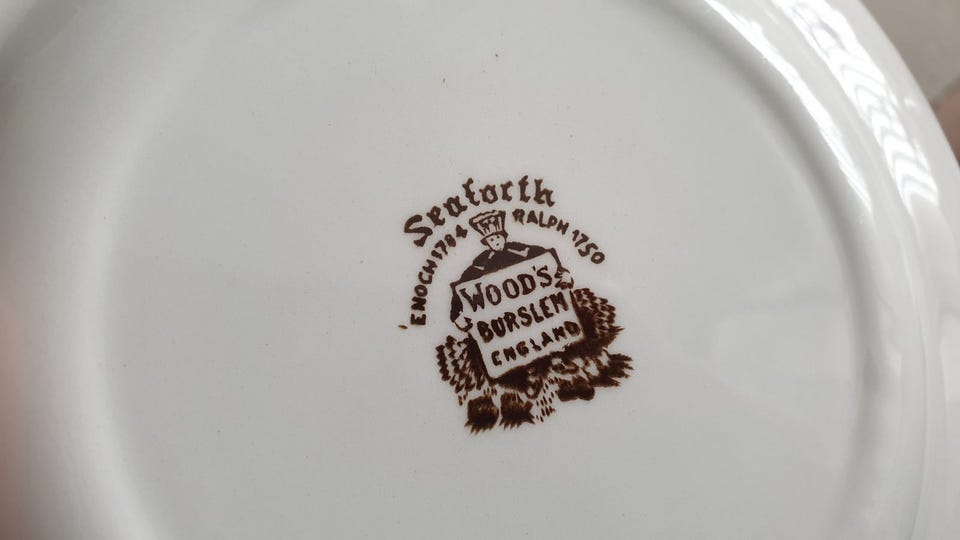 Seaforth
ENOCH 1784 RALPH 1750
WOOD'S
BURSLEM
ENGLAND